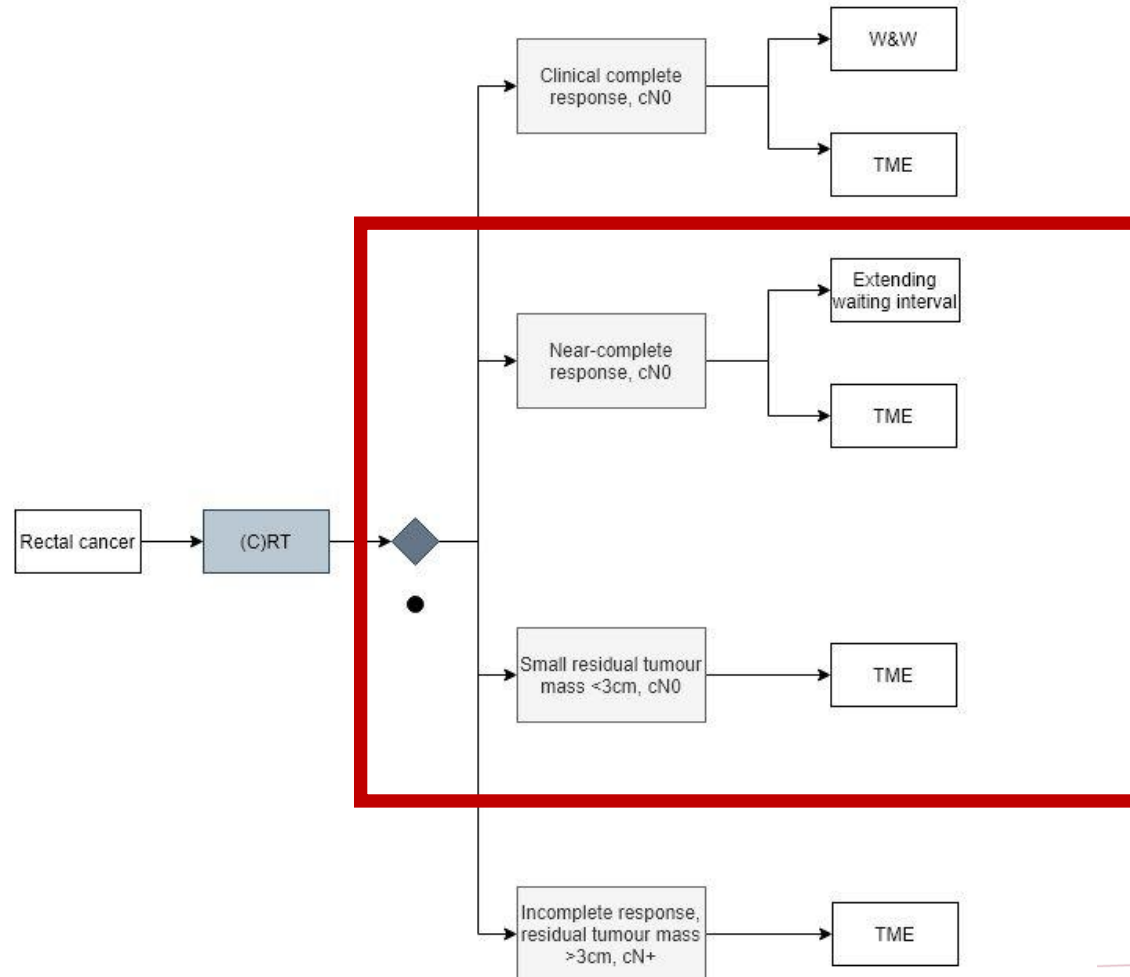 W&W
Clinical complete
response, cN0
TME
Extending
waiting interval
Near-complete
response, cN0
TME
Rectal cancer
(C)RT
Small residual tumour
mass <3cm, cN0
TME
Incomplete response,
residual tumour mass
>3cm, cN+
TME